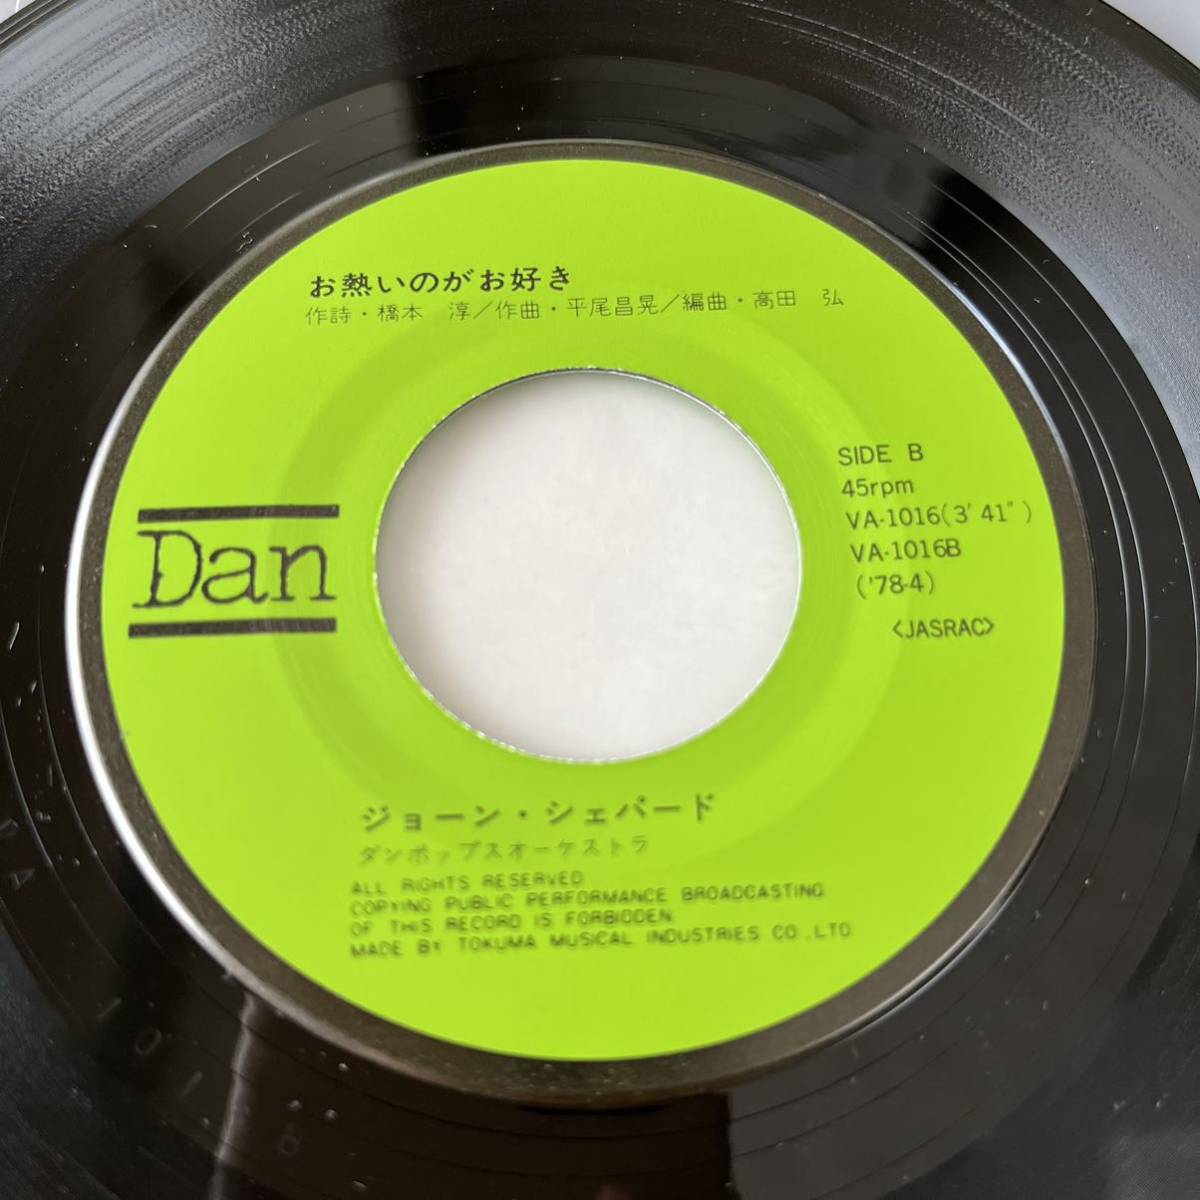 お熱いのがお好き
作詩・橋本 淳／作曲・平尾昌晃／編曲・高田 弘
SIDE B
45rpm
VA-1016(3′41″)
VA-1016B
('78-4)
<JASRAC>
Dan
ジョーン・シェパード
ダンポップスオーケストラ
ALL RIGHTS RESERVED
COPYING PUBLIC PERFORMANCE BROADCASTING
OF THIS RECORD IS FORBIDDEN
MADE BY TOKUMA MUSICAL INDUSTRIES CO.,LTD